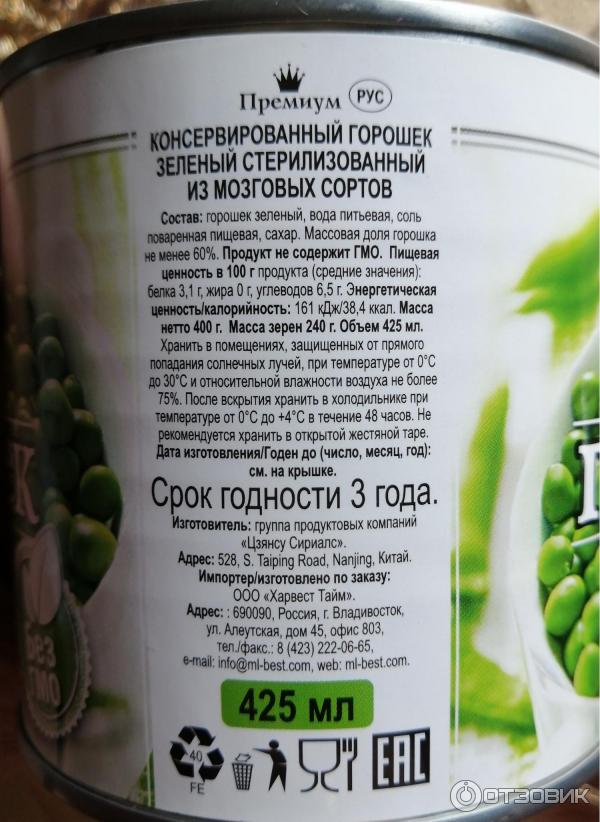 Премиум РУС
КОНСЕРВИРОВАННЫЙ ГОРОШЕК
ЗЕЛЕНЫЙ СТЕРИЛИЗОВАННЫЙ
ИЗ МОЗГОВЫХ СОРТОВ
Состав: горошек зеленый, вода питьевая, соль
поваренная пищевая, сахар. Массовая доля горошка
не менее 60%. Продукт не содержит ГМО. Пищевая
ценность в 100 г продукта (средние значения):
белка 3,1 г, жира 0 г, углеводов 6,5 г. Энергетическая
ценность/калорийность: 161 кДж/38,4 ккал. Масса
нетто 400 г. Масса зерен 240 г. Объем 425 мл.
Хранить в помещениях, защищенных от прямого
попадания солнечных лучей, при температуре от 0°С
до 30°С и относительной влажности воздуха не более
75%. После вскрытия хранить в холодильнике при
температуре от 0°С до +4°С в течение 48 часов. Не
рекомендуется хранить в открытой жестяной таре.
Дата изготовления/Годен до (число, месяц, год):
см. на крышке.
Срок годности 3 года.
Изготовитель: группа продуктовых компаний
«Цзянсу Сириалс».
Адрес: 528, S. Taiping Road, Nanjing, Китай.
Импортер/изготовлено по заказу:
ООО «Харвест Тайм».
Адрес: : 690090, Россия, г. Владивосток,
ул. Алеутская, дом 45, офис 803,
тел./факс.: 8 (423) 222-06-65,
e-mail: info@ml-best.com, web: ml-best.com.
425 мл
40
FE
EAC
К
Г
без
ГМО
ОТЗОВИК